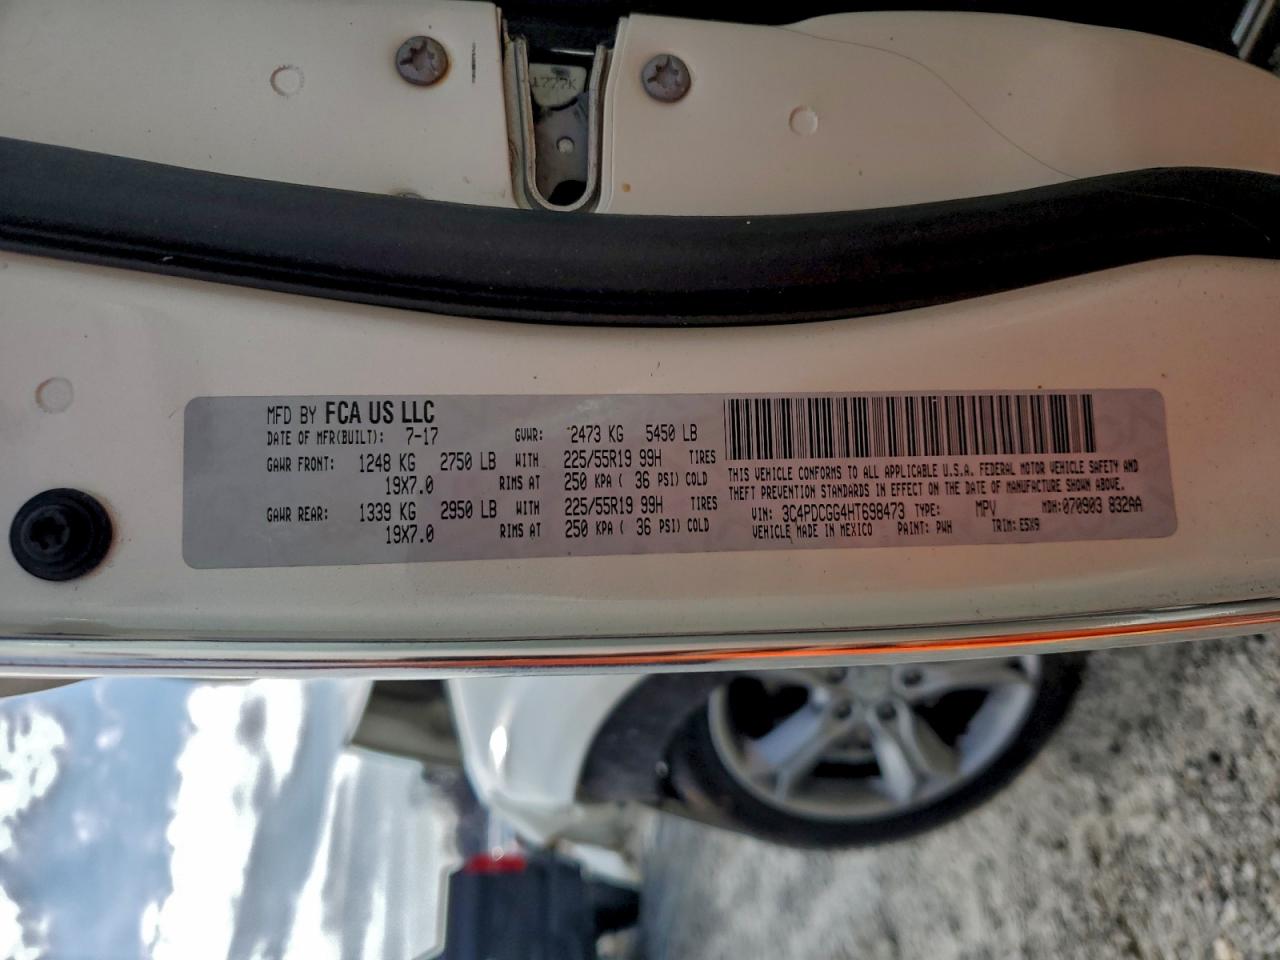 1777K
MFD BY FCA US LLC
DATE OF MFR(BUILT): 7-17 GVWR: 2473 KG 5450 LB
GAWR FRONT: 1248 KG 2750 LB WITH 225/55R19 99H TIRES
19X7.0 RIMS AT 250 KPA ( 36 PSI) COLD
GAWR REAR: 1339 KG 2950 LB WITH 225/55R19 99H TIRES
19X7.0 RIMS AT 250 KPA ( 36 PSI) COLD
THIS VEHICLE CONFORMS TO ALL APPLICABLE U.S.A. FEDERAL MOTOR VEHICLE SAFETY AND
THEFT PREVENTION STANDARDS IN EFFECT ON THE DATE OF MANUFACTURE SHOWN ABOVE.
VIN: 3C4PDCGG4HT698473 TYPE: MPV MDH:070903 832AA
VEHICLE MADE IN MEXICO PAINT: PWH TRIM: E5X9